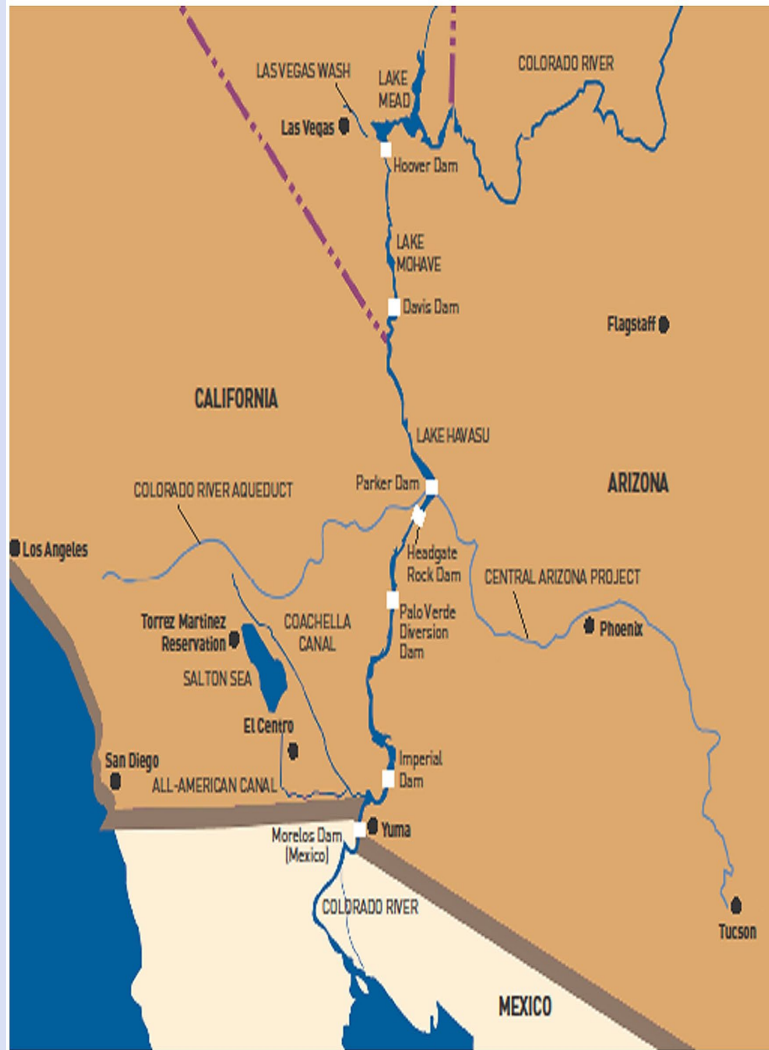 LAS VEGAS WASH
LAKE
MEAD
COLORADO RIVER
Las Vegas
Hoover Dam
LAKE
MOHAVE
Davis Dam
Flagstaff
CALIFORNIA
LAKE HAVASU
Parker Dam
ARIZONA
COLORADO RIVER AQUEDUCT
Los Angeles
Headgate
Rock Dam
CENTRAL ARIZONA PROJECT
Torrez Martinez
Reservation
COACHELLA
CANAL
Palo Verde
Diversion
Dam
Phoenix
SALTON SEA
El Centro
San Diego
ALL-AMERICAN CANAL
Imperial
Dam
Morelos Dam
(Mexico)
Yuma
COLORADO RIVER
Tucson
MEXICO